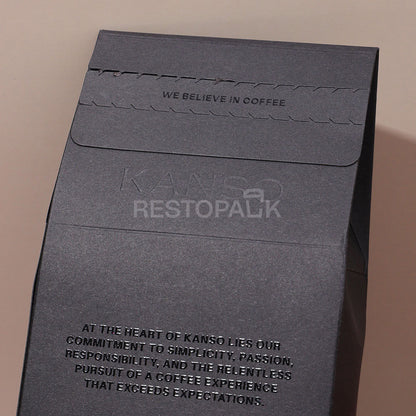 WE BELIEVE IN COFFEE
KANSO
RESTOPACK
AT THE HEART OF KANSO LIES OUR
COMMITMENT TO SIMPLICITY, PASSION,
RESPONSIBILITY, AND THE RELENTLESS
PURSUIT OF A COFFEE EXPERIENCE
THAT EXCEEDS EXPECTATIONS.